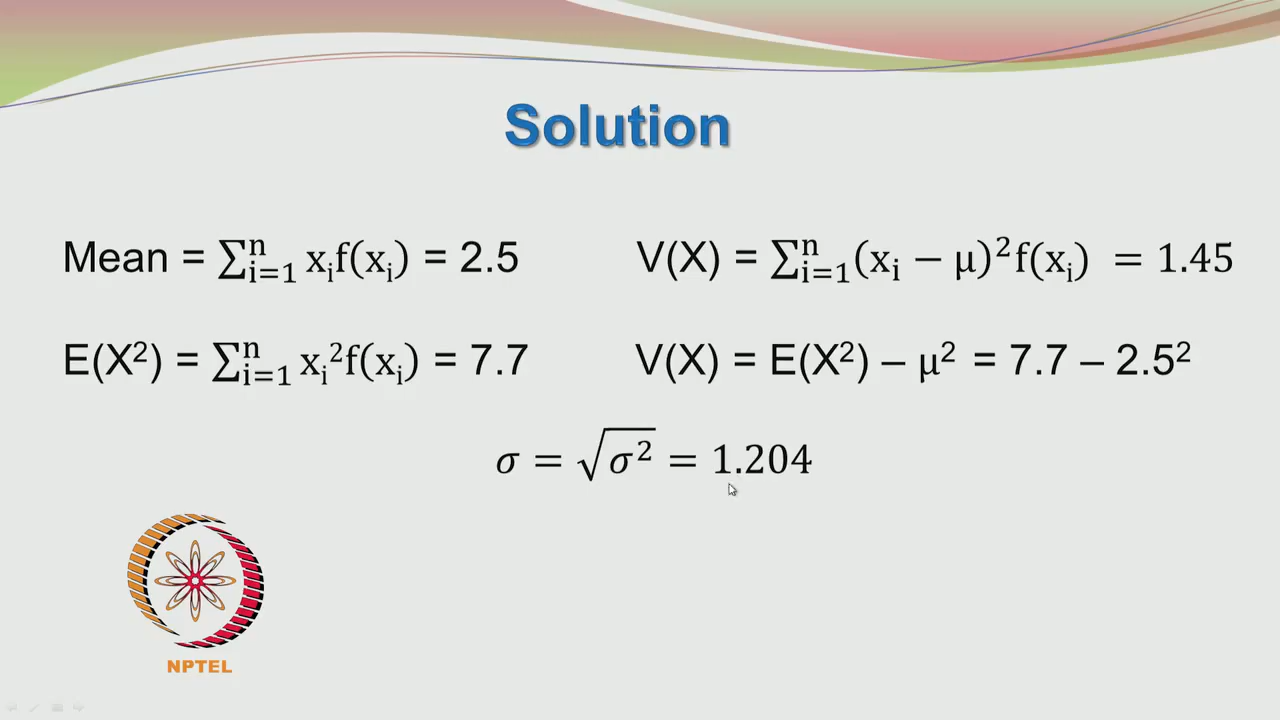 Solution
Mean = ∑ⁿᵢ₌₁ xᵢf(xᵢ) = 2.5
V(X) = ∑ⁿᵢ₌₁(xᵢ − μ)²f(xᵢ) = 1.45
E(X²) = ∑ⁿᵢ₌₁ xᵢ²f(xᵢ) = 7.7
V(X) = E(X²) – μ² = 7.7 – 2.5²
σ = √σ² = 1.204
NPTEL